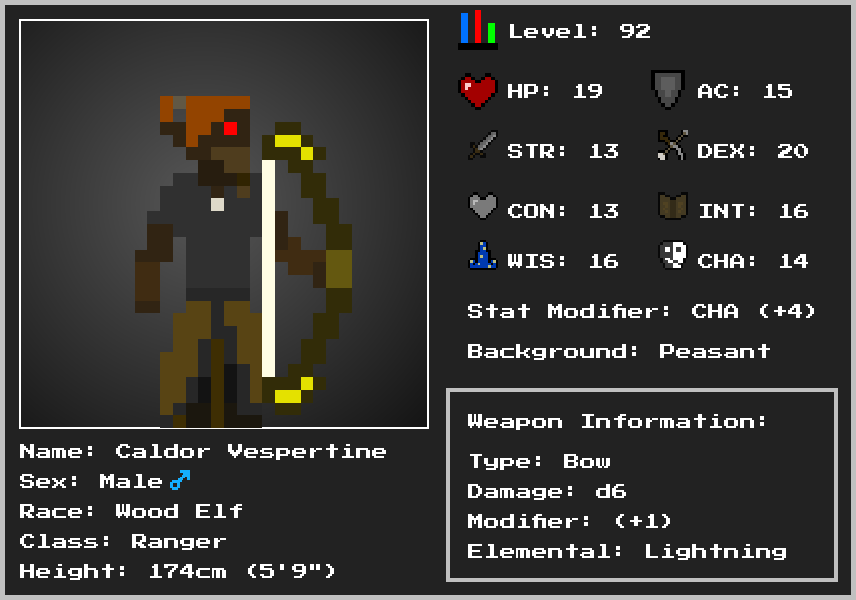 Level: 92
HP: 19
AC: 15
STR: 13
DEX: 20
CON: 13
INT: 16
WIS: 16
CHA: 14
Stat Modifier: CHA (+4)
Background: Peasant
Weapon Information:
Type: Bow
Damage: d6
Modifier: (+1)
Elemental: Lightning
Name: Caldor Vespertine
Sex: Male ♂
Race: Wood Elf
Class: Ranger
Height: 174cm (5'9")